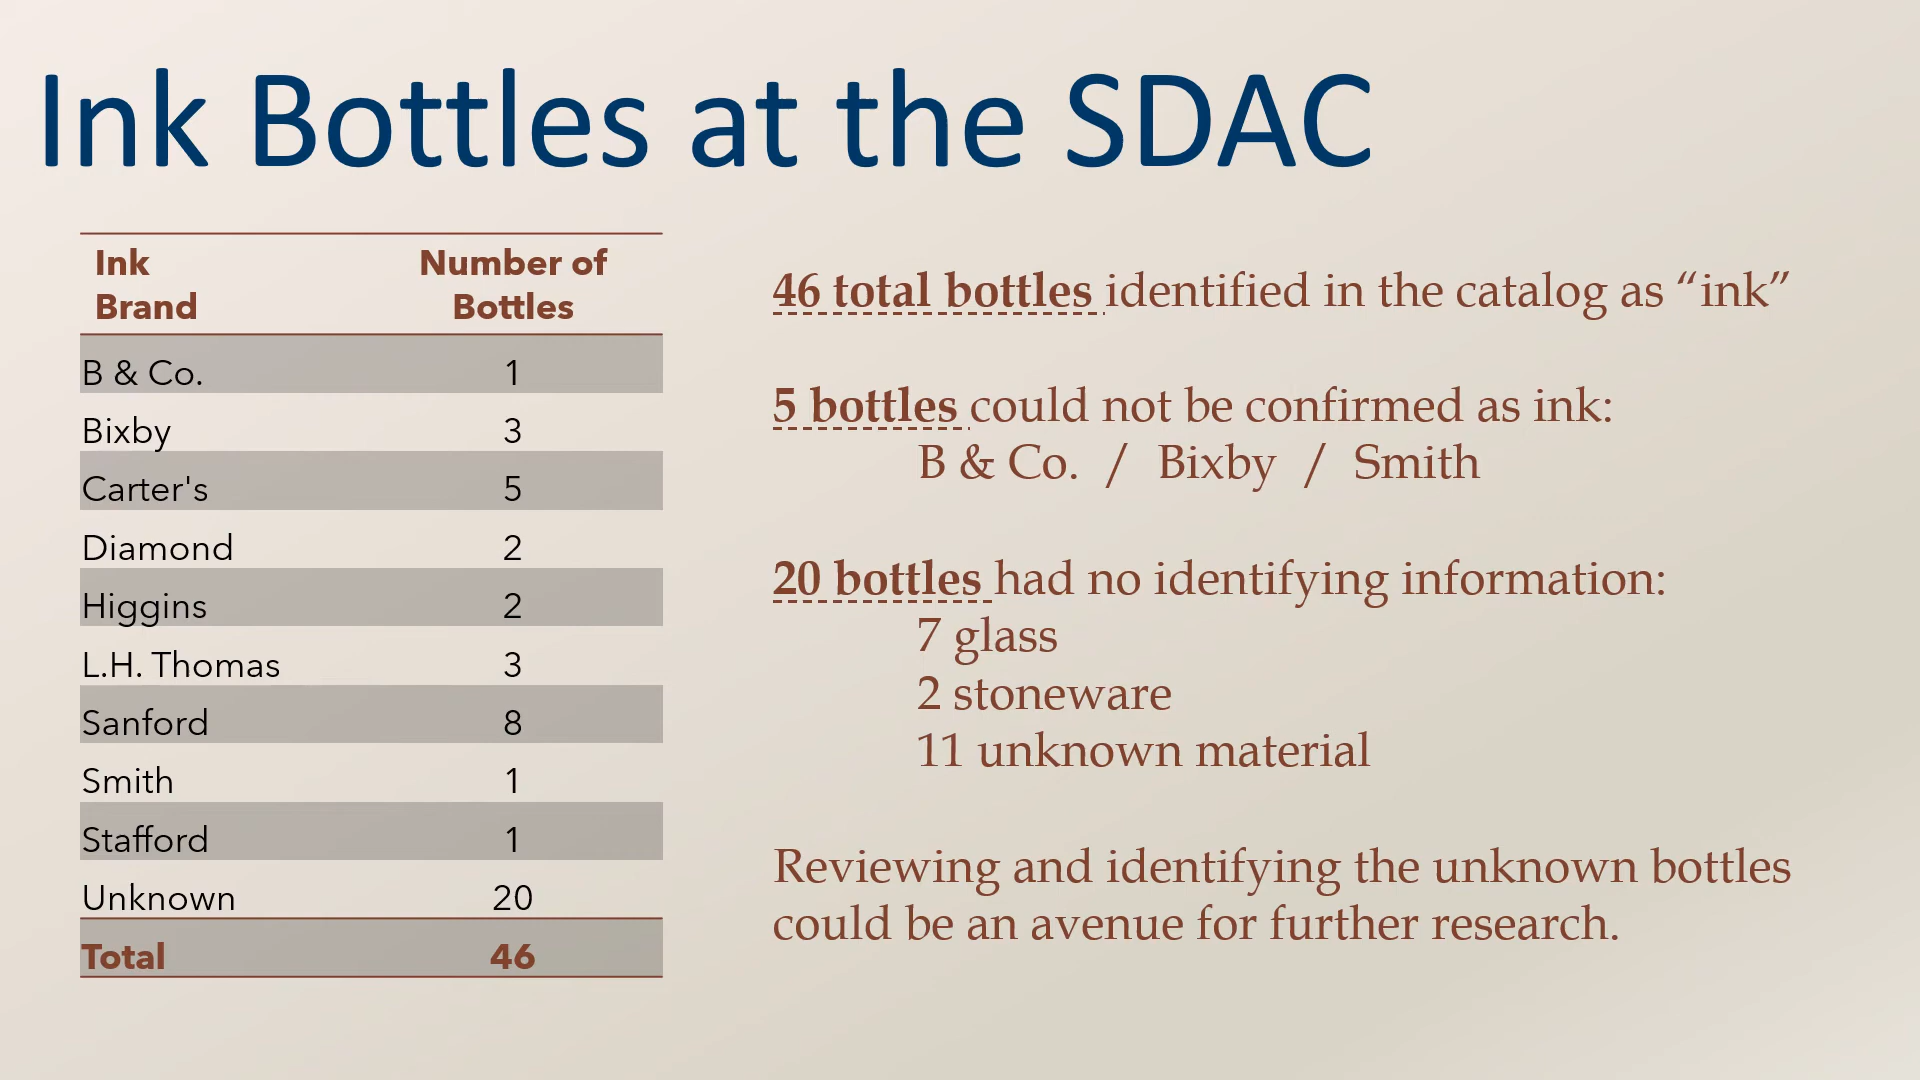 Ink Bottles at the SDAC
Ink Brand Number of Bottles
B & Co. 1
Bixby 3
Carter's 5
Diamond 2
Higgins 2
L.H. Thomas 3
Sanford 8
Smith 1
Stafford 1
Unknown 20
Total 46
46 total bottles identified in the catalog as “ink”
5 bottles could not be confirmed as ink:
B & Co. / Bixby / Smith
20 bottles had no identifying information:
7 glass
2 stoneware
11 unknown material
Reviewing and identifying the unknown bottles
could be an avenue for further research.